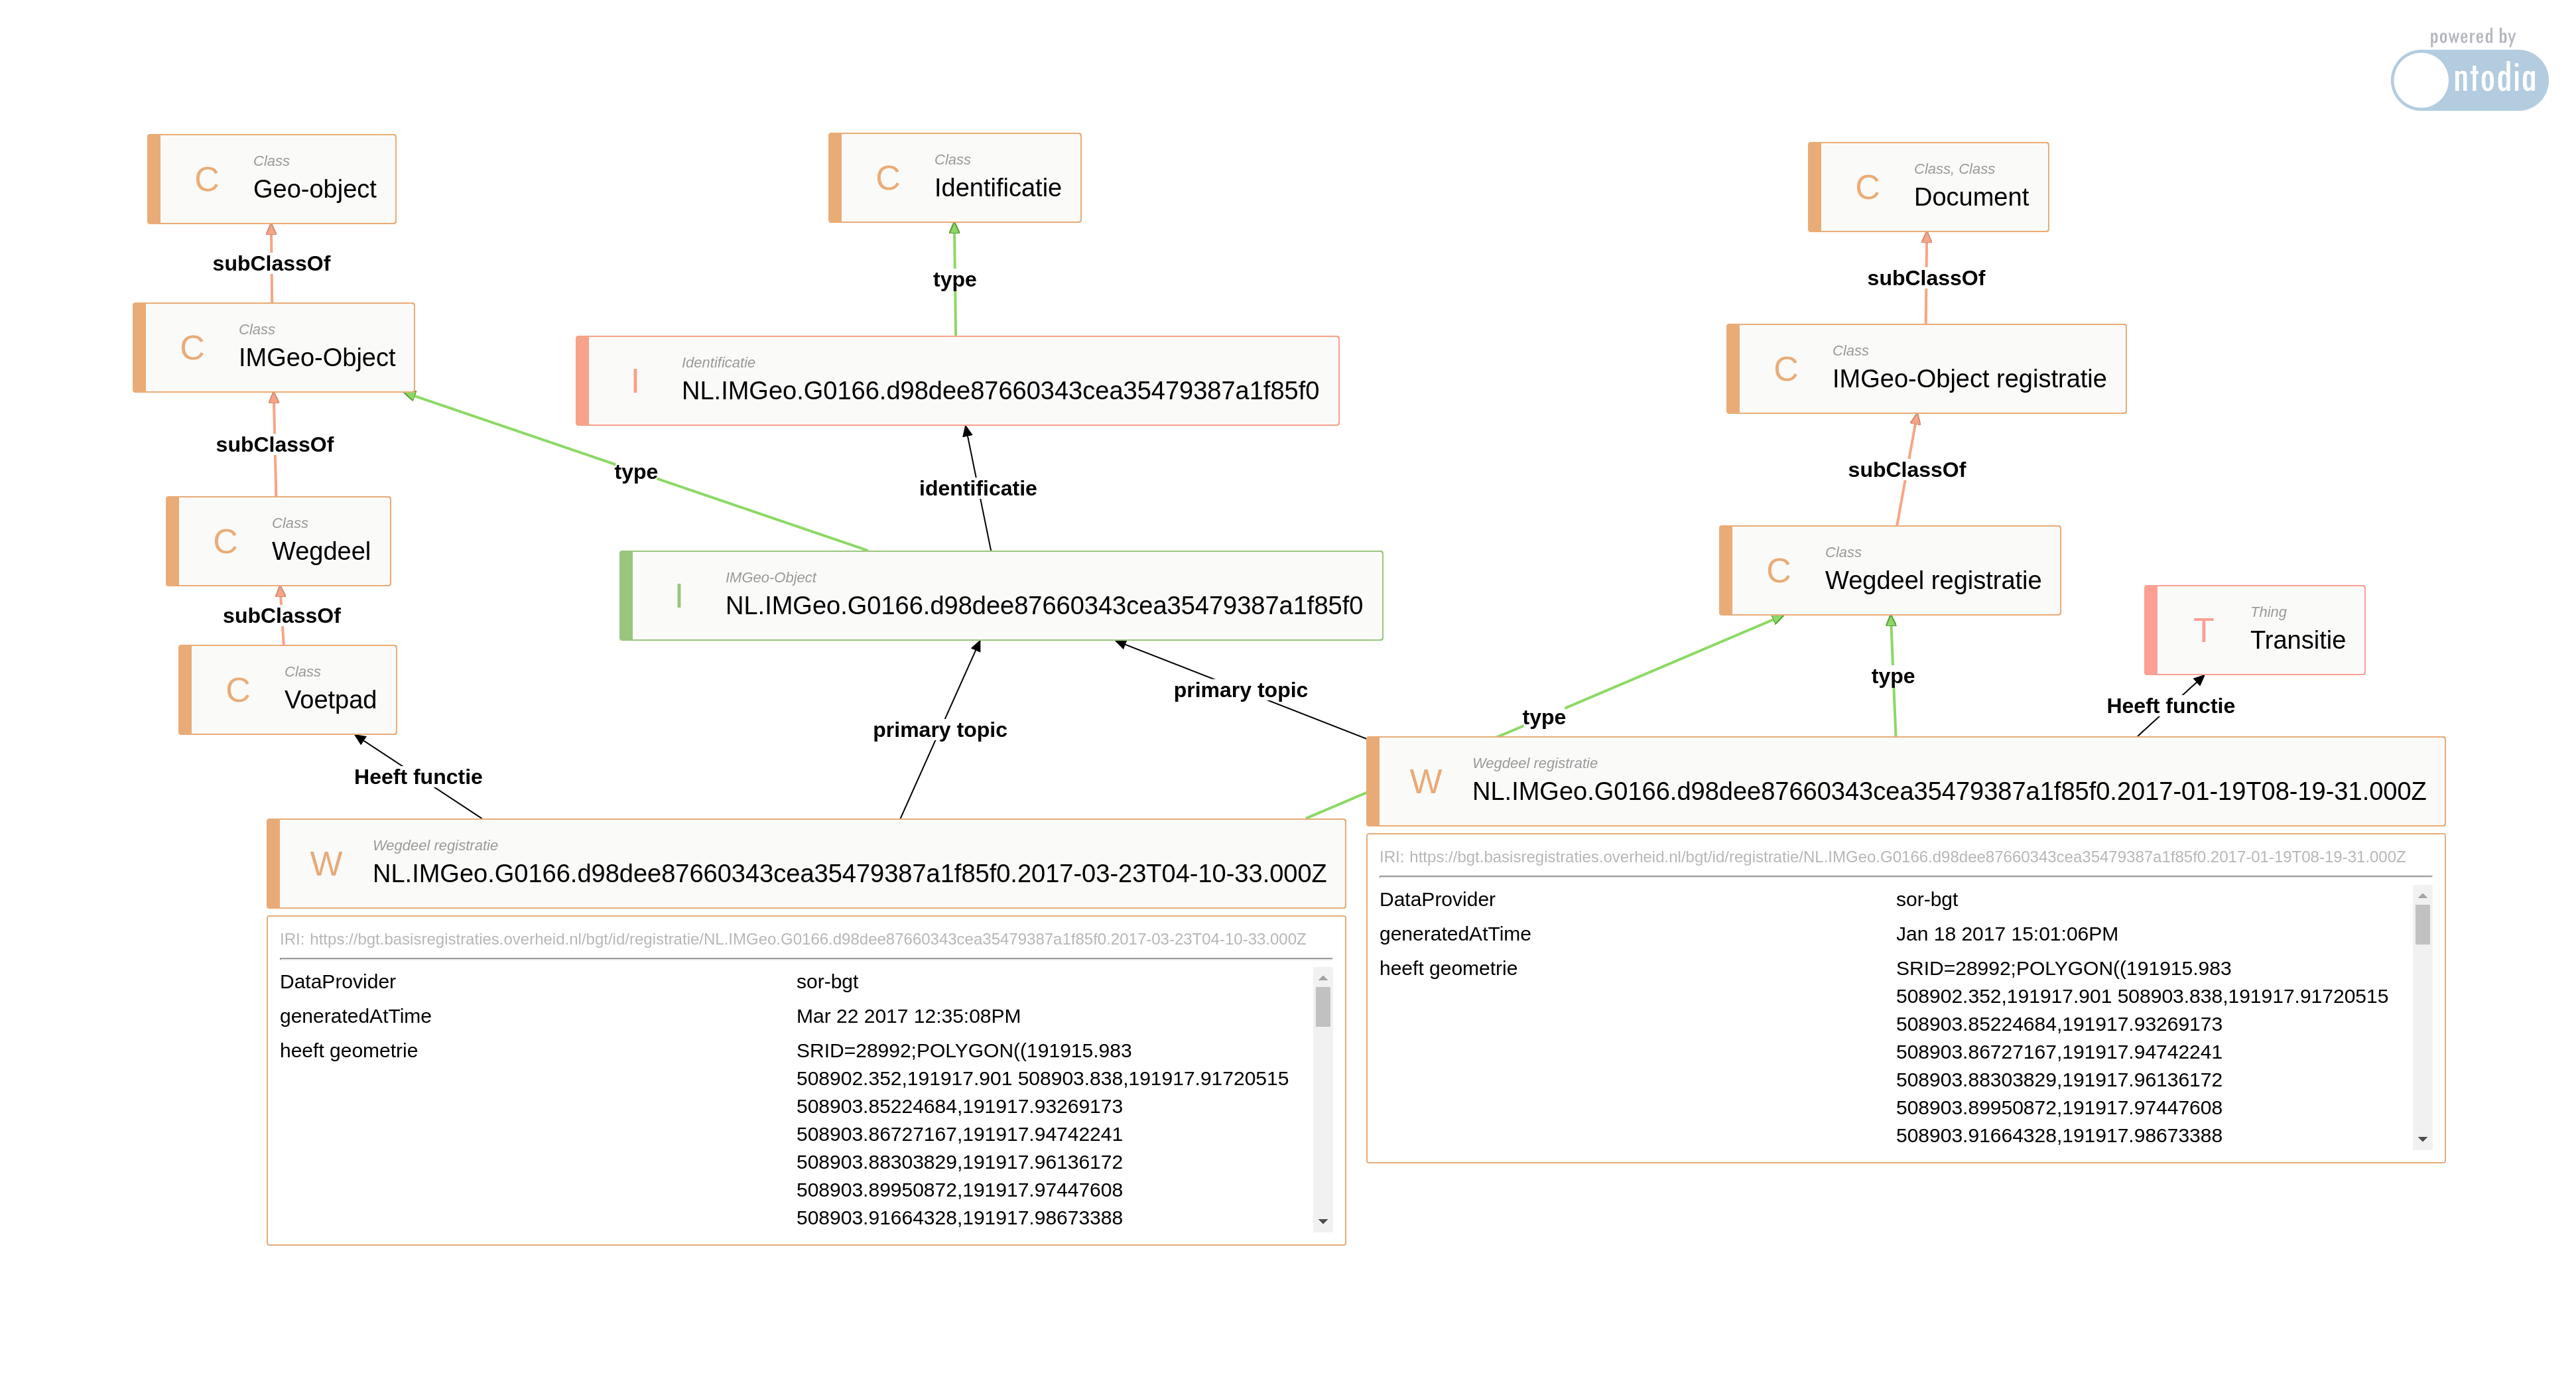 powered by
ntodia
Class
Geo-object
Class
Identificatie
Class, Class
Document
subClassOf
type
subClassOf
Class
IMGeo-Object
Identificatie
NL.IMGeo.G0166.d98dee87660343cea35479387a1f85f0
Class
IMGeo-Object registratie
subClassOf
type
identificatie
subClassOf
Class
Wegdeel
IMGeo-Object
NL.IMGeo.G0166.d98dee87660343cea35479387a1f85f0
Class
Wegdeel registratie
Thing
Transitie
subClassOf
Class
Voetpad
primary topic
type
Heeft functie
primary topic
type
Heeft functie
Wegdeel registratie
NL.IMGeo.G0166.d98dee87660343cea35479387a1f85f0.2017-03-23T04-10-33.000Z
IRI: https://bgt.basisregistraties.overheid.nl/bgt/id/registratie/NL.IMGeo.G0166.d98dee87660343cea35479387a1f85f0.2017-03-23T04-10-33.000Z
DataProvider sor-bgt
generatedAtTime Mar 22 2017 12:35:08PM
heeft geometrie SRID=28992;POLYGON((191915.983
508902.352,191917.901 508903.838,191917.91720515
508903.85224684,191917.93269173
508903.86727167,191917.94742241
508903.88303829,191917.96136172
508903.89950872,191917.97447608
508903.91664328,191917.98673388
Wegdeel registratie
NL.IMGeo.G0166.d98dee87660343cea35479387a1f85f0.2017-01-19T08-19-31.000Z
IRI: https://bgt.basisregistraties.overheid.nl/bgt/id/registratie/NL.IMGeo.G0166.d98dee87660343cea35479387a1f85f0.2017-01-19T08-19-31.000Z
DataProvider sor-bgt
generatedAtTime Jan 18 2017 15:01:06PM
heeft geometrie SRID=28992;POLYGON((191915.983
508902.352,191917.901 508903.838,191917.91720515
508903.85224684,191917.93269173
508903.86727167,191917.94742241
508903.88303829,191917.96136172
508903.89950872,191917.97447608
508903.91664328,191917.98673388